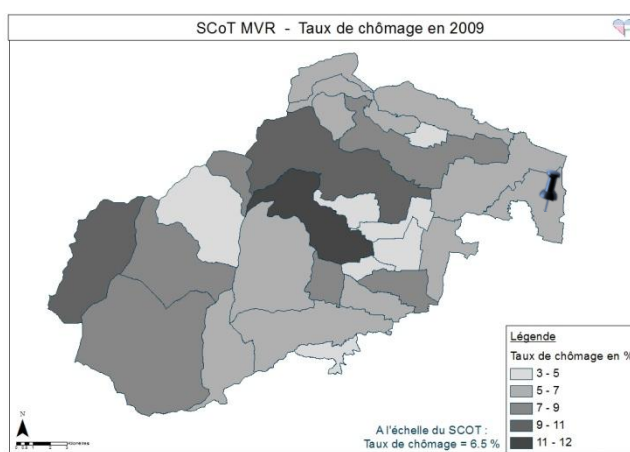 SCoT MVR - Taux de chômage en 2009
Légende
Taux de chômage en %
3 - 5
5 - 7
7 - 9
9 - 11
11 - 12
A l'échelle du SCOT :
Taux de chômage = 6.5 %
N